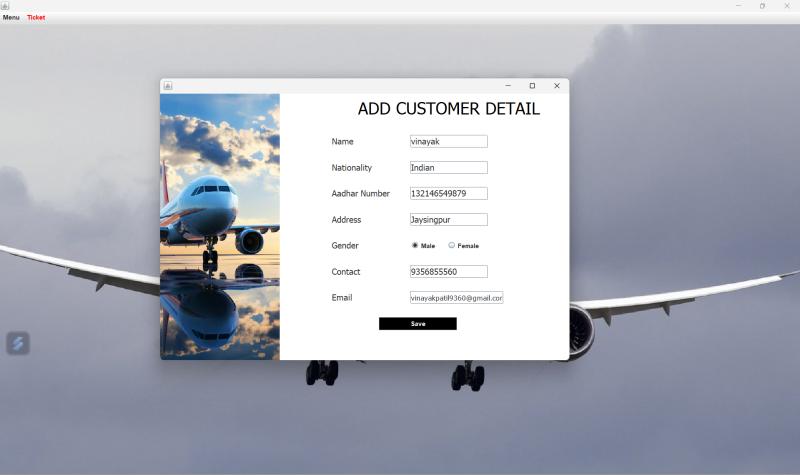 Menu Ticket
ADD CUSTOMER DETAIL
Name vinayak
Nationality Indian
Aadhar Number 132146549879
Address Jaysingpur
Gender Male Female
Contact 9356855560
Email vinayakpatil9360@gmail.com
Save